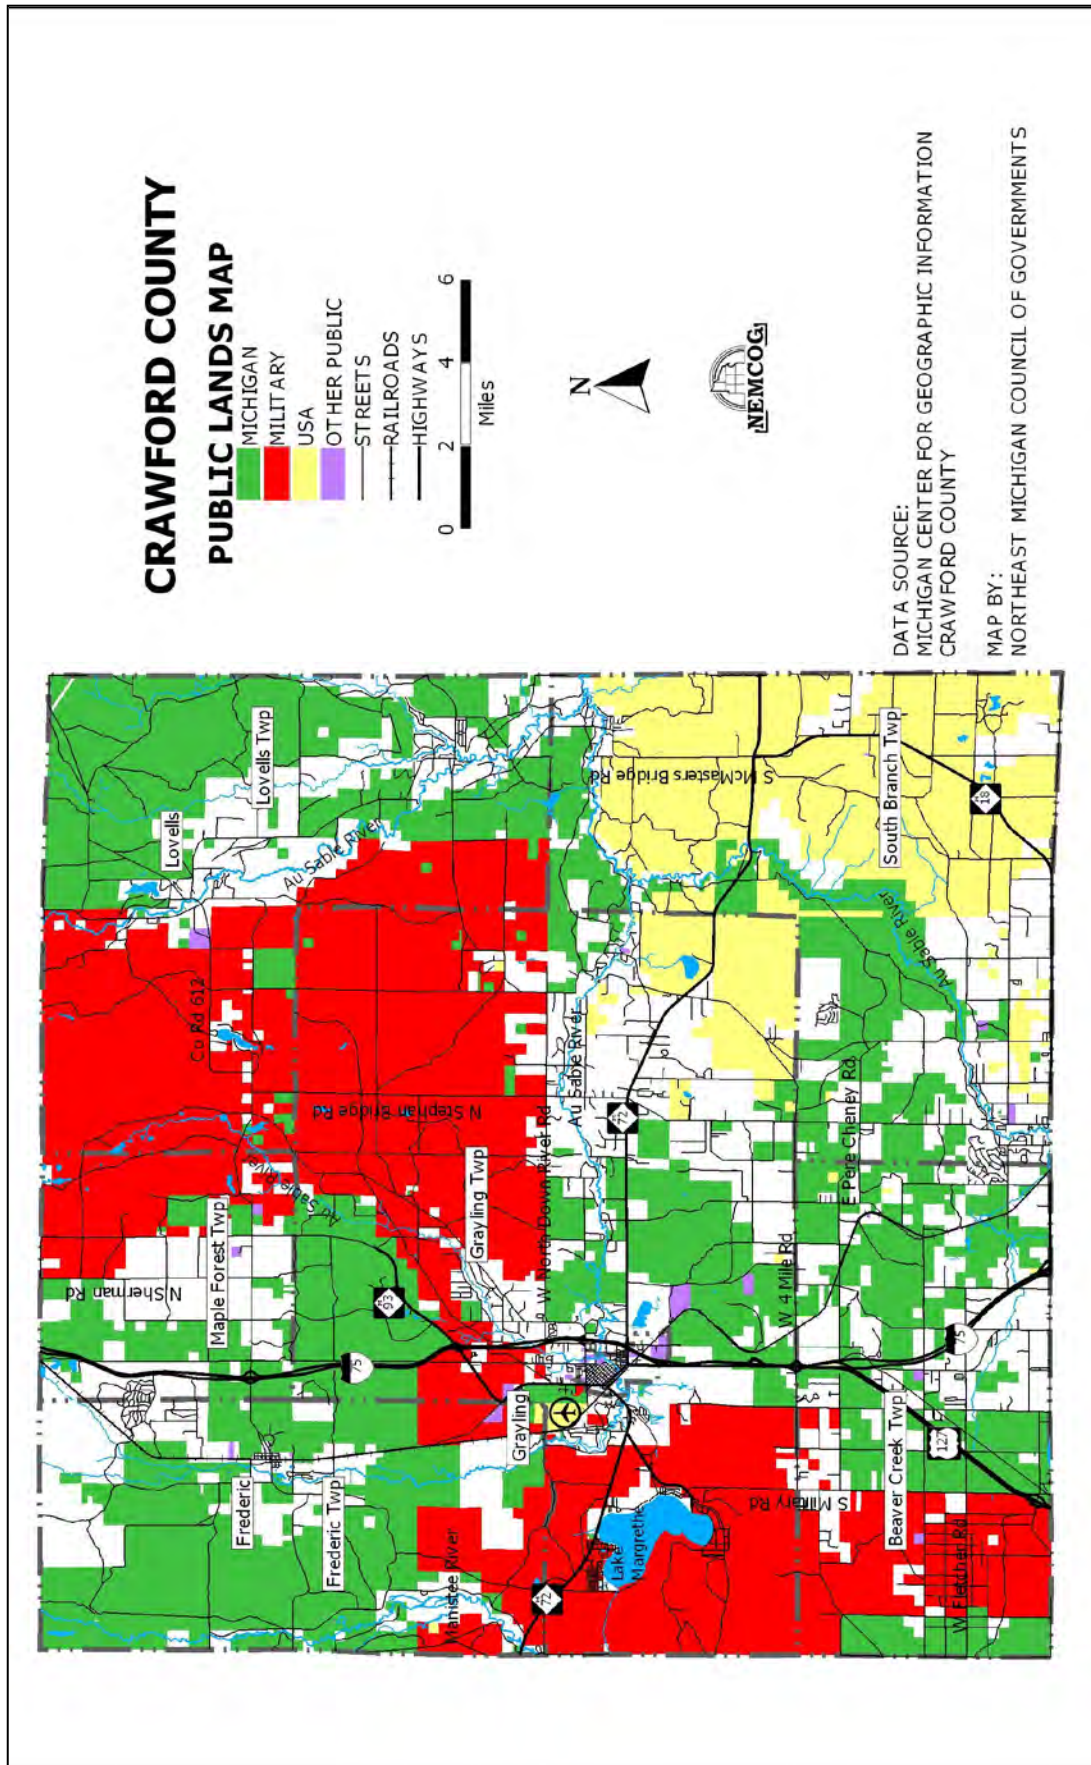 CRAWFORD COUNTY
PUBLIC LANDS MAP
MICHIGAN
MILITARY
USA
OTHER PUBLIC
STREETS
RAILROADS
HIGHWAYS
0 2 4 6
Miles
N
NEMCOG
DATA SOURCE:
MICHIGAN CENTER FOR GEOGRAPHIC INFORMATION
CRAWFORD COUNTY
MAP BY:
NORTHEAST MICHIGAN COUNCIL OF GOVERNMENTS
N Sherman Rd
Lovells
Co Rd 612
Maple Forest Twp
Lovells Twp
Frederic
75
Au Sable River
Au Sable River
Frederic Twp
M 93
N Stephan Bridge Rd
Manistee River
Grayling Twp
Grayling
W North Down River Rd
M 72
Au Sable River
M 72
Lake
Margrethe
S McMasters Bridge Rd
S Military Rd
W 4 Mile Rd
E Pere Cheney Rd
South Branch Twp
Beaver Creek Twp
Au Sable River
127
75
W Fletcher Rd
M 18